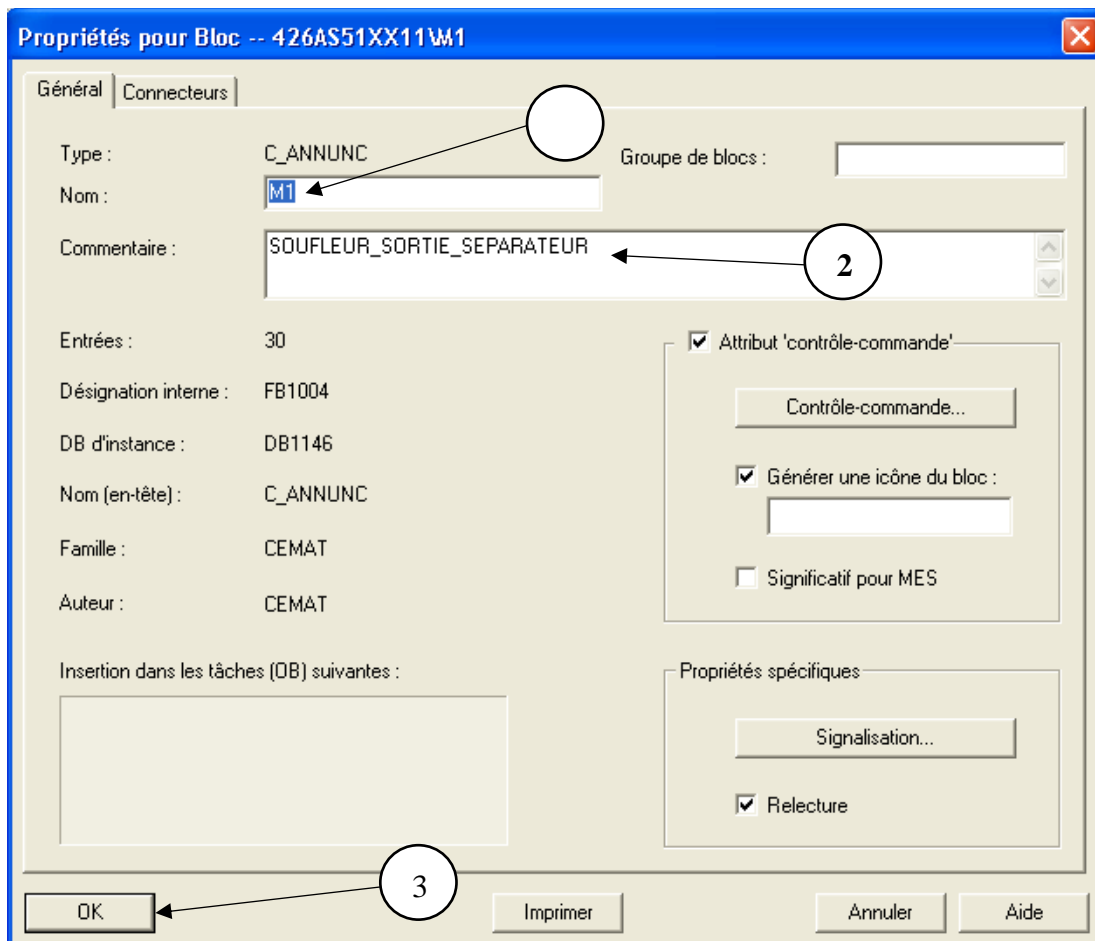 Propriétés pour Bloc -- 426AS51XX11\M1
Général
Connecteurs
Type :
C_ANNUNC
Groupe de blocs :
Nom :
M1
Commentaire :
SOUFLEUR_SORTIE_SEPARATEUR
2
Entrées :
30
Attribut 'contrôle-commande'
Désignation interne :
FB1004
Contrôle-commande...
DB d'instance :
DB1146
Générer une icône du bloc :
Nom (en-tête) :
C_ANNUNC
Famille :
CEMAT
Significatif pour MES
Auteur :
CEMAT
Insertion dans les tâches (OB) suivantes :
Propriétés spécifiques
Signalisation...
Relecture
3
OK
Imprimer
Annuler
Aide